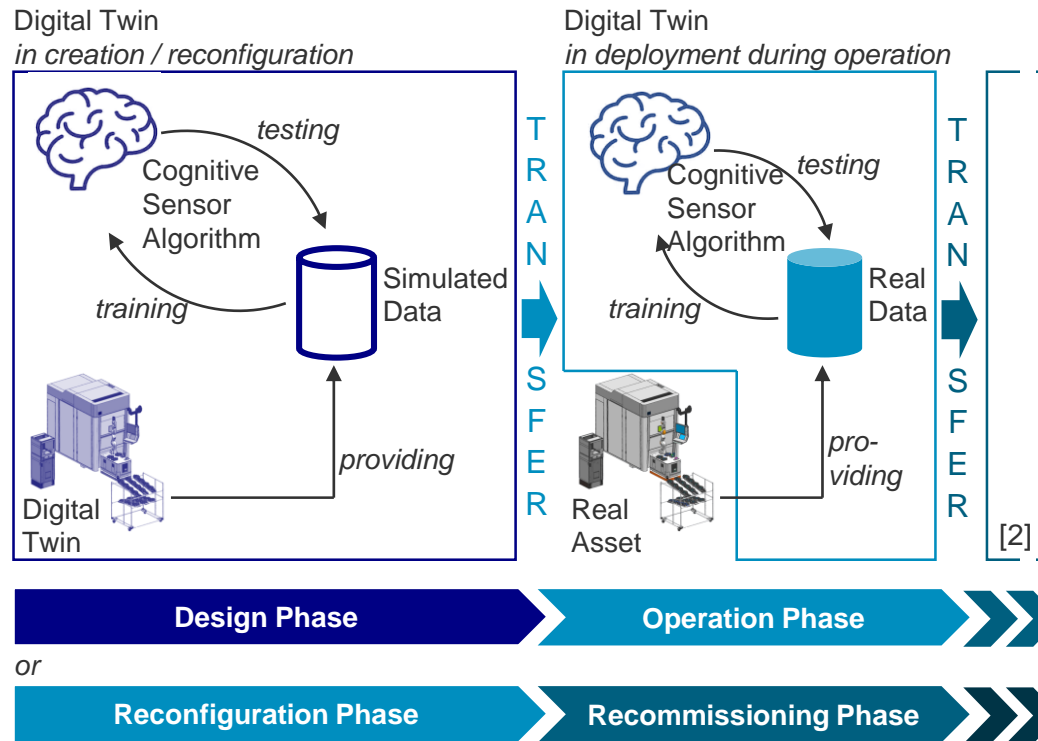 Digital Twin
in creation / reconfiguration
testing
Cognitive
Sensor
Algorithm
training
Simulated
Data
providing
Digital
Twin
TRANSFER
Digital Twin
in deployment during operation
testing
Cognitive
Sensor
Algorithm
training
Real
Data
pro-
viding
Real
Asset
TRANSFER
[2]
Design Phase
Operation Phase
or
Reconfiguration Phase
Recommissioning Phase